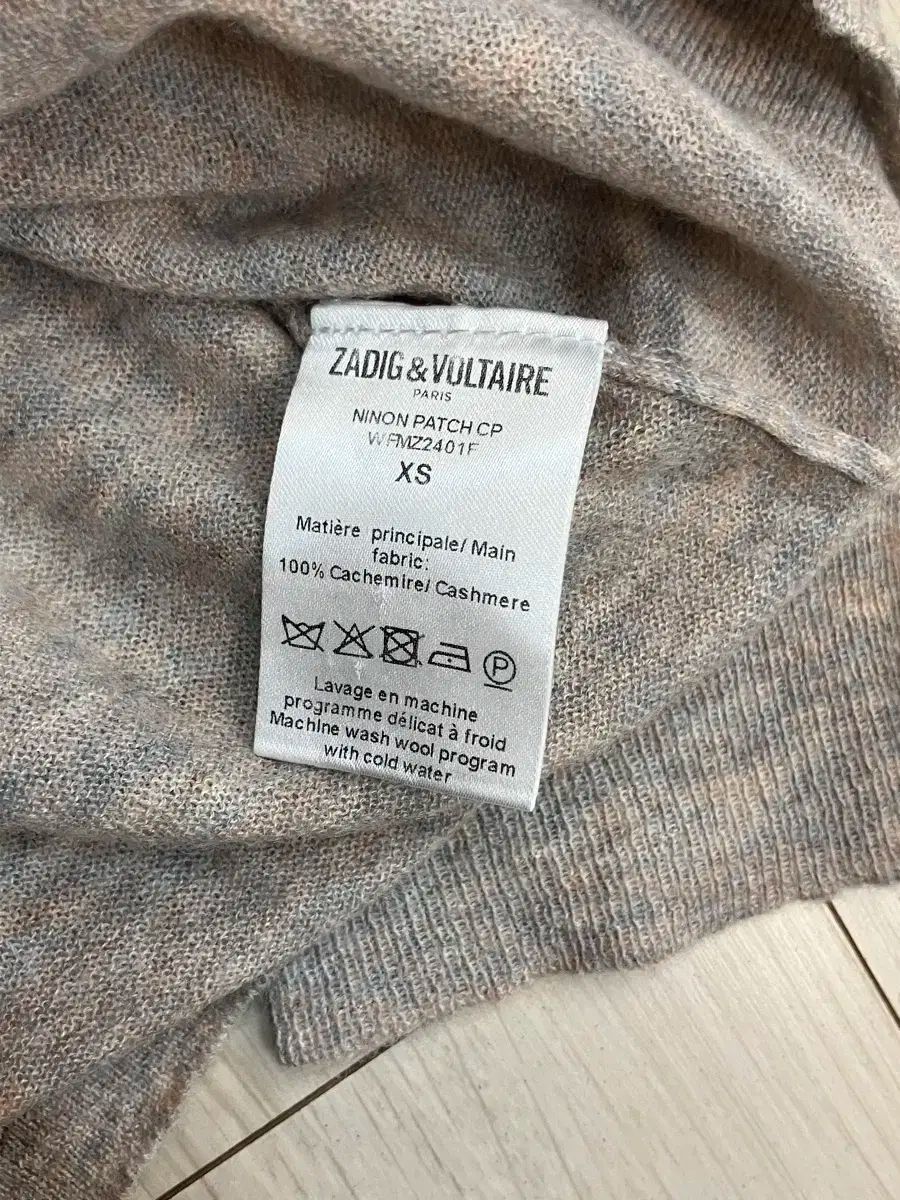 ZADIG & VOLTAIRE
PARIS
NINON PATCH CP
WFMZ2401F
XS
Matière principale/ Main
fabric:
100% Cachemire/ Cashmere
P
Lavage en machine
programme délicat à froid
Machine wash wool program
with cold water